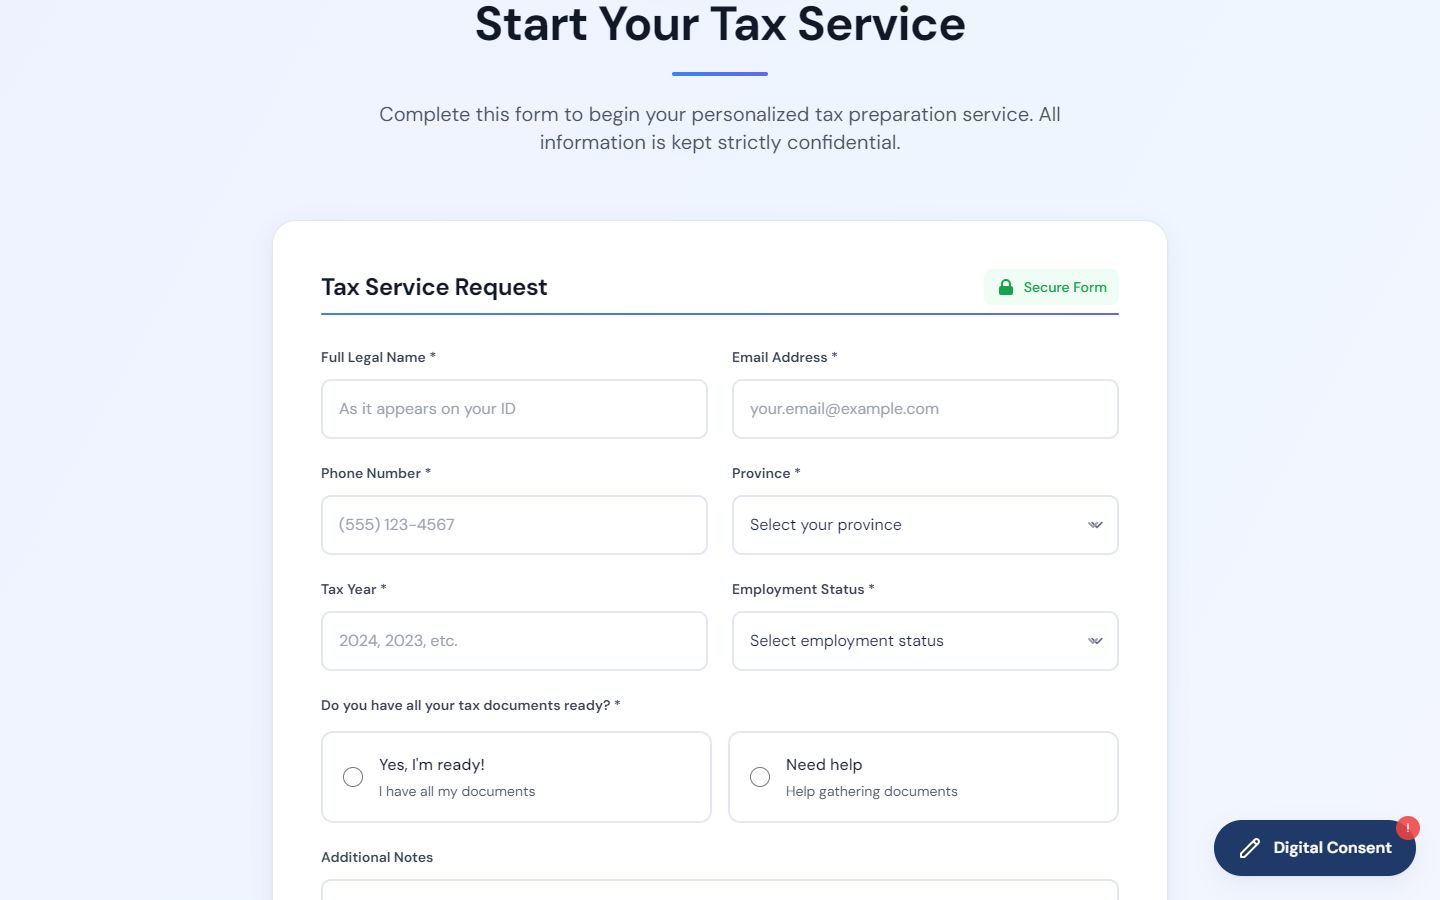 Start Your Tax Service
Complete this form to begin your personalized tax preparation service. All
information is kept strictly confidential.
Tax Service Request
Secure Form
Full Legal Name *
Email Address *
As it appears on your ID
your.email@example.com
Phone Number *
Province *
(555) 123-4567
Select your province
Tax Year *
Employment Status *
2024, 2023, etc.
Select employment status
Do you have all your tax documents ready? *
Yes, I'm ready!
I have all my documents
Need help
Help gathering documents
Additional Notes
Digital Consent
!